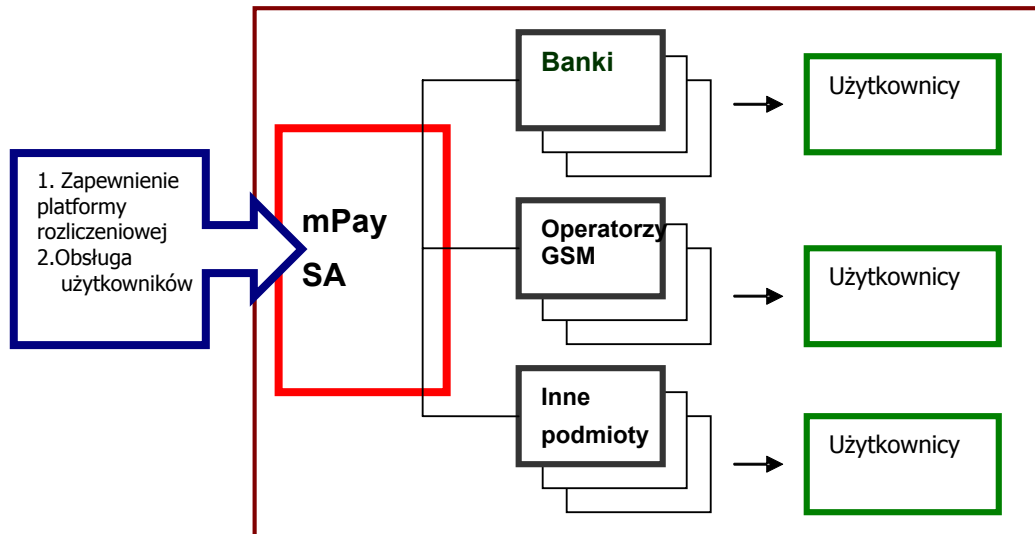 1. Zapewnienie
platformy
rozliczeniowej
2.Obsługa
użytkowników
mPay
SA
Banki
Użytkownicy
Operatorzy
GSM
Użytkownicy
Inne
podmioty
Użytkownicy